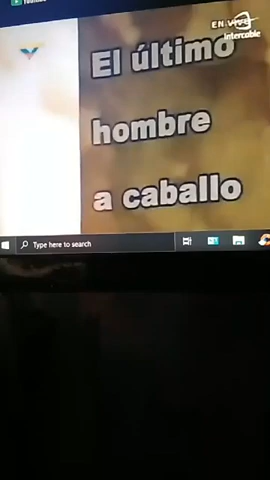 EN VIVO
Intercable
El último
hombre
a caballo
Type here to search